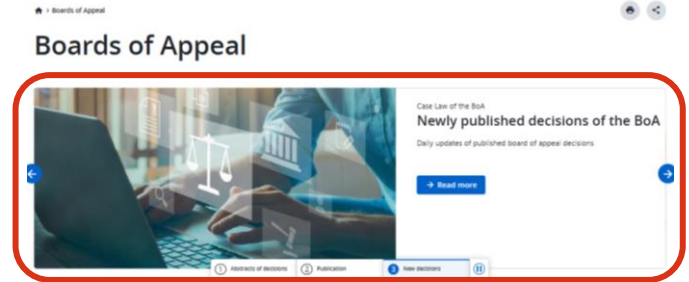 > Boards of Appeal
Boards of Appeal
Case Law of the BoA
Newly published decisions of the BoA
Daily updates of published board of appeal decisions
→ Read more
1 Abstracts of decisions 2 Publication 3 New decisions